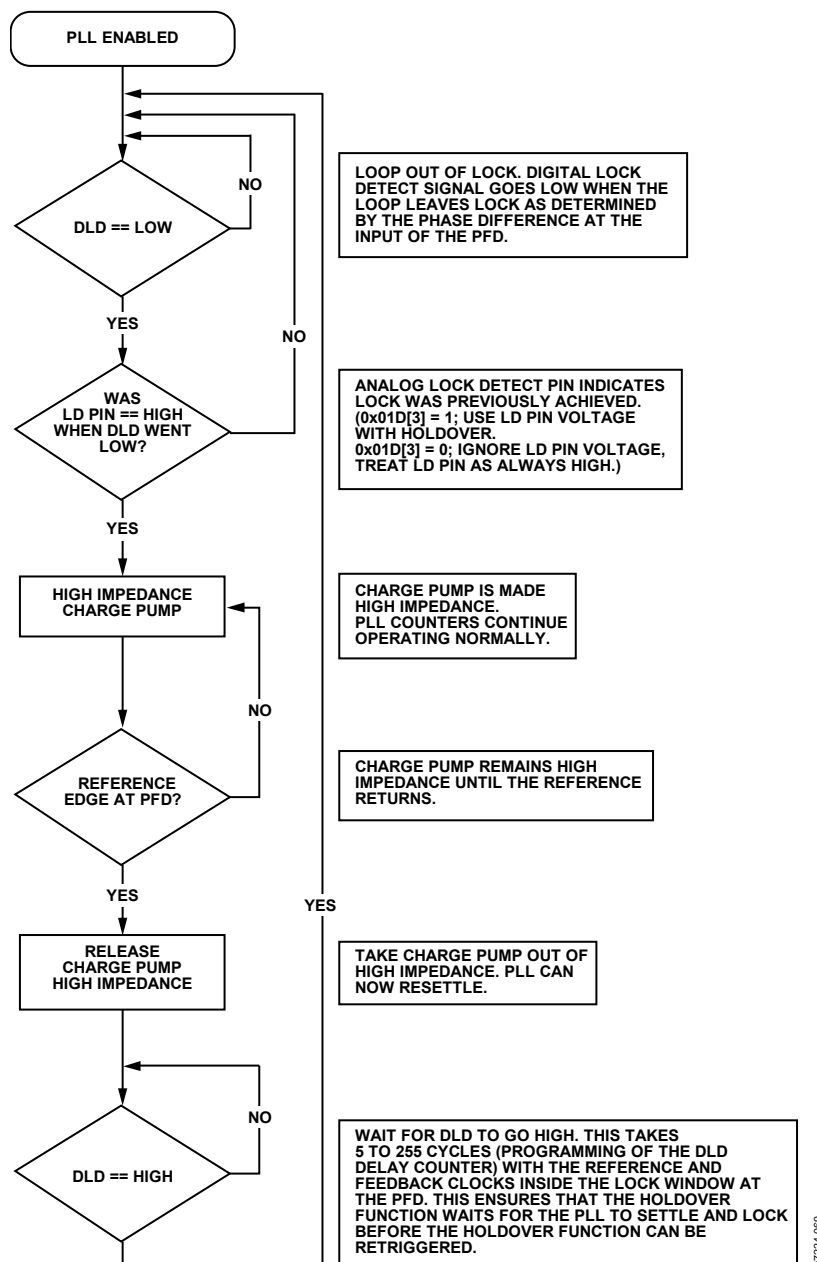 PLL ENABLED
NO
DLD == LOW
LOOP OUT OF LOCK. DIGITAL LOCK
DETECT SIGNAL GOES LOW WHEN THE
LOOP LEAVES LOCK AS DETERMINED
BY THE PHASE DIFFERENCE AT THE
INPUT OF THE PFD.
YES
NO
WAS
LD PIN == HIGH
WHEN DLD WENT
LOW?
ANALOG LOCK DETECT PIN INDICATES
LOCK WAS PREVIOUSLY ACHIEVED.
(0x01D[3] = 1; USE LD PIN VOLTAGE
WITH HOLDOVER.
0x01D[3] = 0; IGNORE LD PIN VOLTAGE,
TREAT LD PIN AS ALWAYS HIGH.)
YES
HIGH IMPEDANCE
CHARGE PUMP
CHARGE PUMP IS MADE
HIGH IMPEDANCE.
PLL COUNTERS CONTINUE
OPERATING NORMALLY.
NO
REFERENCE
EDGE AT PFD?
CHARGE PUMP REMAINS HIGH
IMPEDANCE UNTIL THE REFERENCE
RETURNS.
YES
YES
RELEASE
CHARGE PUMP
HIGH IMPEDANCE
TAKE CHARGE PUMP OUT OF
HIGH IMPEDANCE. PLL CAN
NOW RESETTLE.
NO
DLD == HIGH
WAIT FOR DLD TO GO HIGH. THIS TAKES
5 TO 255 CYCLES (PROGRAMMING OF THE DLD
DELAY COUNTER) WITH THE REFERENCE AND
FEEDBACK CLOCKS INSIDE THE LOCK WINDOW AT
THE PFD. THIS ENSURES THAT THE HOLDOVER
FUNCTION WAITS FOR THE PLL TO SETTLE AND LOCK
BEFORE THE HOLDOVER FUNCTION CAN BE
RETRIGGERED.